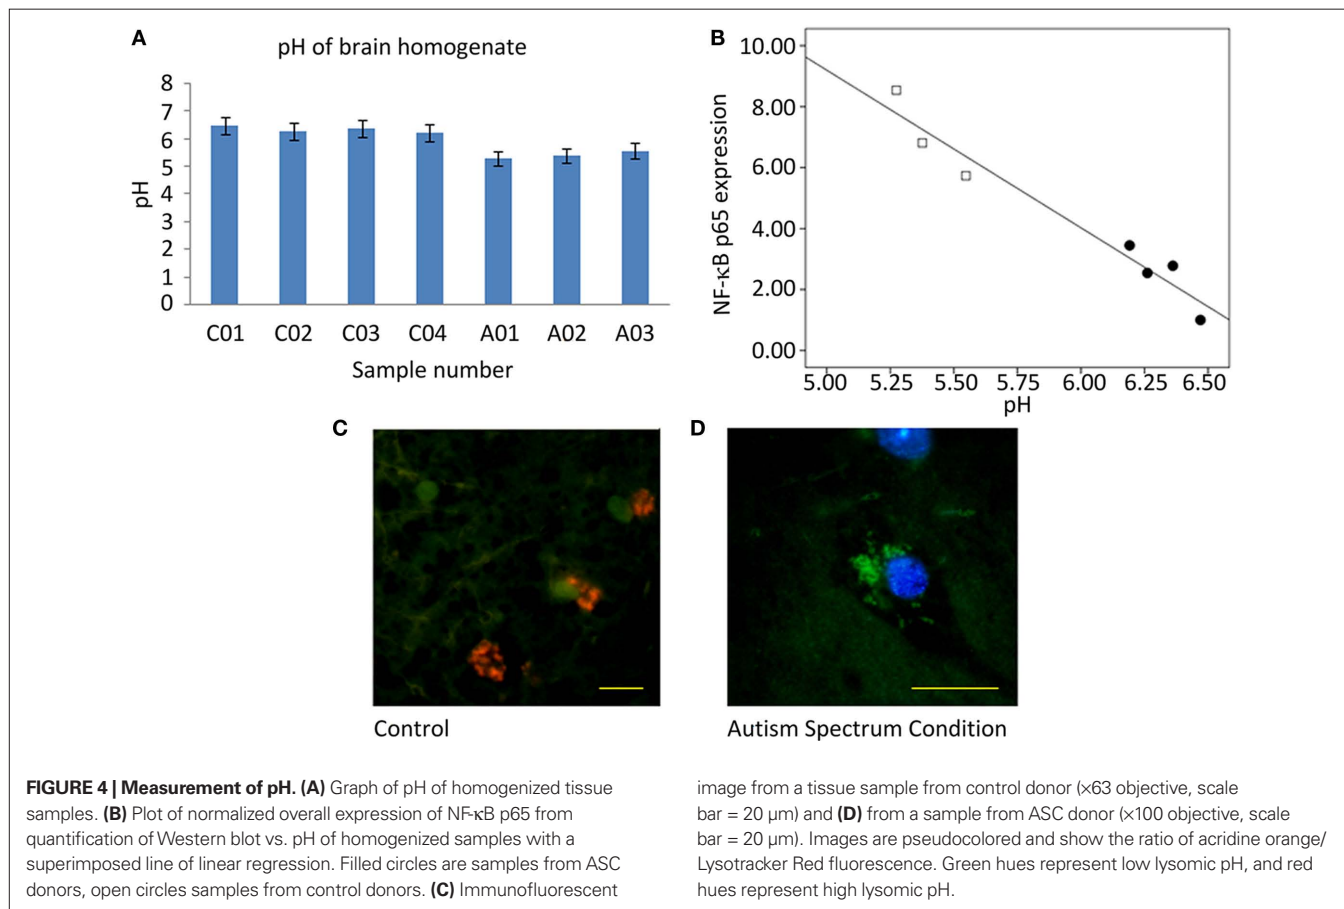 A
pH of brain homogenate
8
7
6
5
4
3
2
1
0
pH
C01 C02 C03 C04 A01 A02 A03
Sample number
B
10.00
8.00
6.00
4.00
2.00
0.00
NF-κB p65 expression
5.00 5.25 5.50 5.75 6.00 6.25 6.50
pH
C
Control
D
Autism Spectrum Condition
FIGURE 4 | Measurement of pH. (A) Graph of pH of homogenized tissue
samples. (B) Plot of normalized overall expression of NF-κB p65 from
quantification of Western blot vs. pH of homogenized samples with a
superimposed line of linear regression. Filled circles are samples from ASC
donors, open circles samples from control donors. (C) Immunofluorescent
image from a tissue sample from control donor (×63 objective, scale
bar = 20 μm) and (D) from a sample from ASC donor (×100 objective, scale
bar = 20 μm). Images are pseudocolored and show the ratio of acridine orange/
Lysotracker Red fluorescence. Green hues represent low lysomic pH, and red
hues represent high lysomic pH.